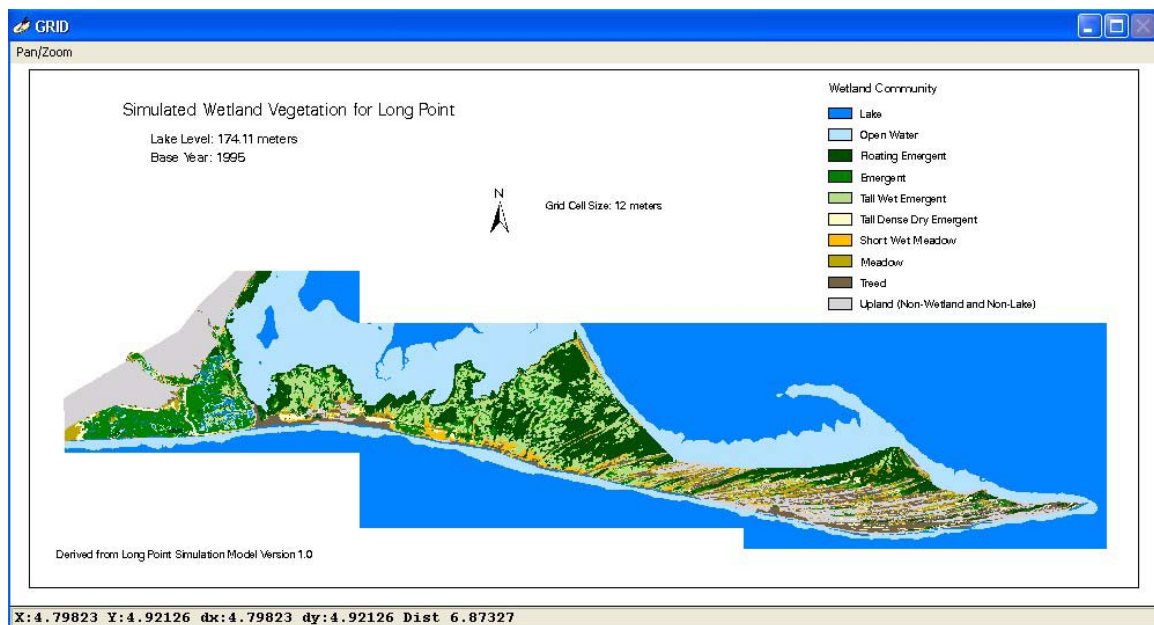 GRID
Pan/Zoom
Simulated Wetland Vegetation for Long Point
Lake Level: 174.11 meters
Base Year: 1995
N
Grid Cell Size: 12 meters
Wetland Community
Lake
Open Water
Floating Emergent
Emergent
Tall Wet Emergent
Tall Dense Dry Emergent
Short Wet Meadow
Meadow
Treed
Upland (Non-Wetland and Non-Lake)
Derived from Long Point Simulation Model Version 1.0
X:4.79823 Y:4.92126 dx:4.79823 dy:4.92126 Dist 6.87327